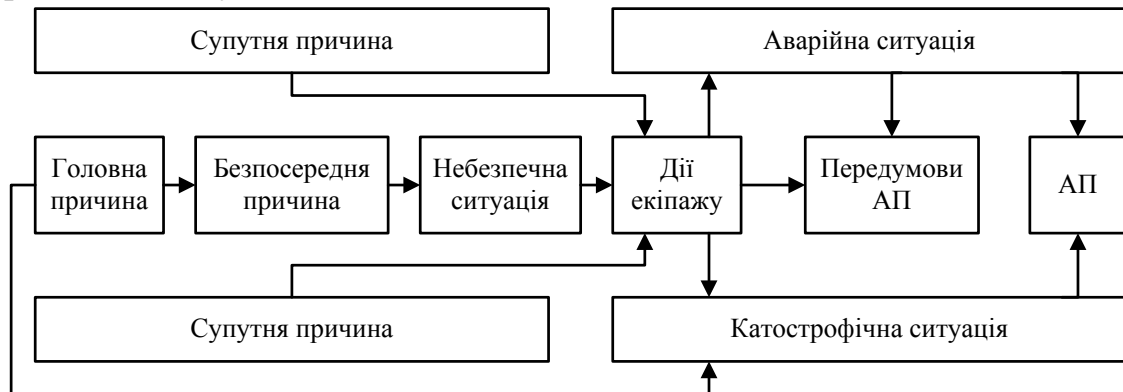 Супутня причина
Аварійна ситуація
Головна
причина
Безпосередня
причина
Небезпечна
ситуація
Дії
екіпажу
Передумови
АП
АП
Супутня причина
Катострофічна ситуація